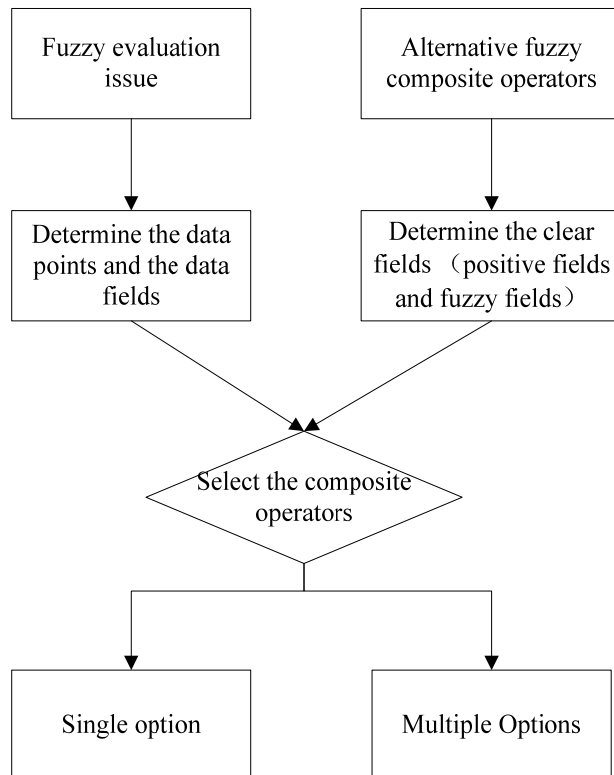 Fuzzy evaluation
issue
Alternative fuzzy
composite operators
Determine the data
points and the data
fields
Determine the clear
fields （positive fields
and fuzzy fields）
Select the composite
operators
Single option
Multiple Options